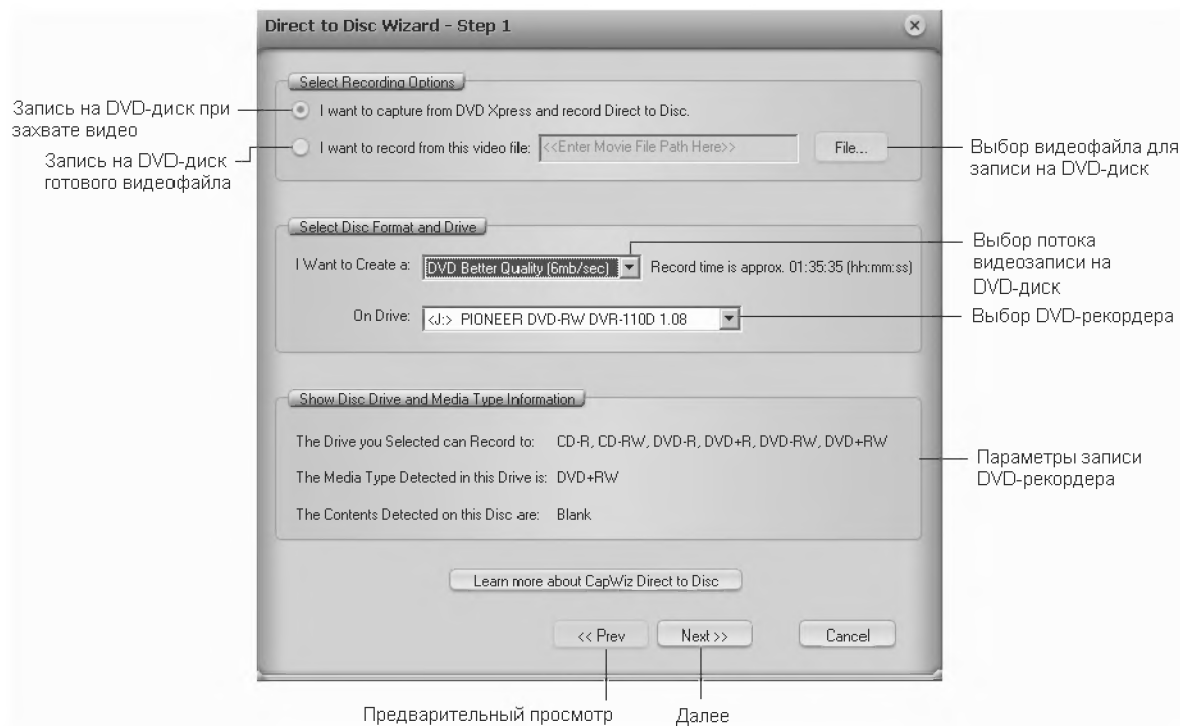 Direct to Disc Wizard - Step 1
Select Recording Options
Запись на DVD-диск при
захвате видео
I want to capture from DVD Xpress and record Direct to Disc.
Запись на DVD-диск
готового видеофайла
I want to record from this video file:
<<Enter Movie File Path Here>>
File...
Выбор видеофайла для
записи на DVD-диск
Select Disc Format and Drive
I Want to Create a:
DVD Better Quality (6mb/sec)
Record time is approx. 01:35:35 (hh:mm:ss)
Выбор потока
видеозаписи на
DVD-диск
On Drive:
<J:> PIONEER DVD-RW DVR-110D 1.08
Выбор DVD-рекордера
Show Disc Drive and Media Type Information
The Drive you Selected can Record to: CD-R, CD-RW, DVD-R, DVD+R, DVD-RW, DVD+RW
The Media Type Detected in this Drive is: DVD+RW
The Contents Detected on this Disc are: Blank
Параметры записи
DVD-рекордера
Learn more about CapWiz Direct to Disc
<< Prev
Next >>
Cancel
Предварительный просмотр
Далее